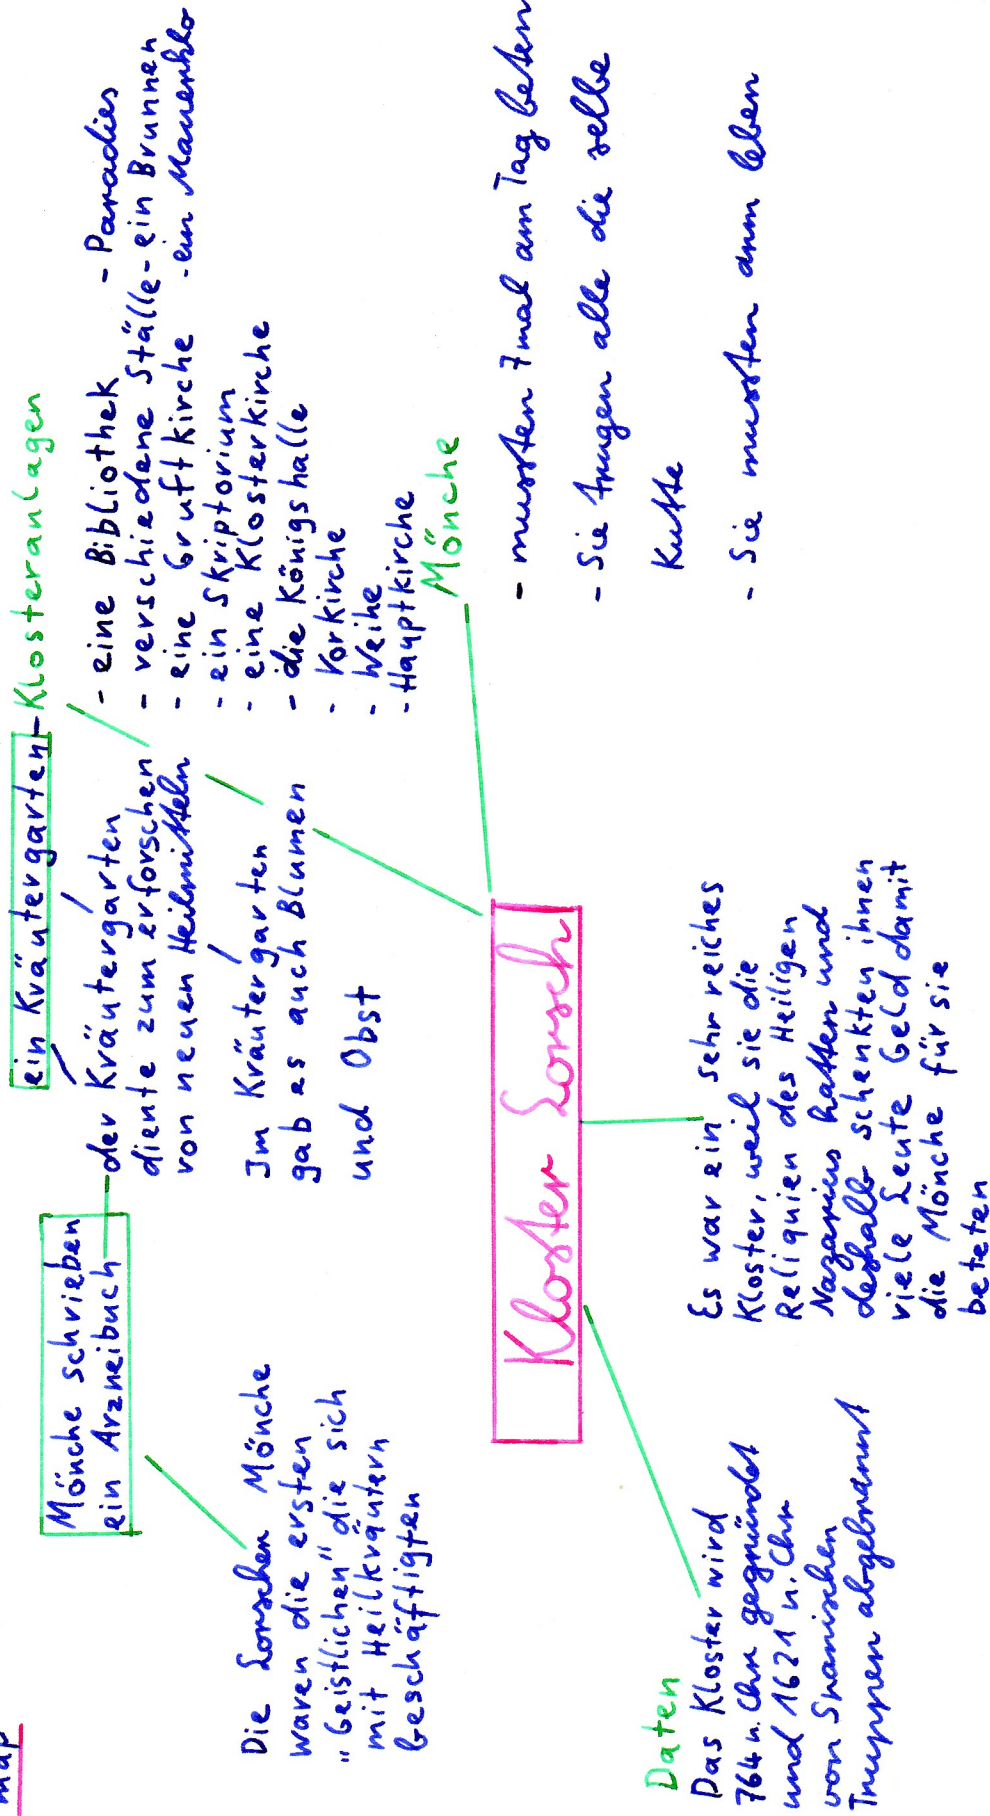 map
Mönche schrieben
ein Arzneibuch
Die Lorscher Mönche
waren die ersten
"Geistlichen" die sich
mit Heilkräutern
beschäftigten
ein Kräutergarten
der Kräutergarten
diente zum erforschen
von neuen Heilmitteln
Im Kräutergarten
gab es auch Blumen
und Obst
Klosteranlagen
- eine Bibliothek - Paradies
- verschiedene Ställe - ein Brunnen
- eine Gruftkirche - ein Mauerklo
- ein Skriptorium
- eine Klosterkirche
- die Königshalle
- Vorkirche
- Weihe
- Hauptkirche
Mönche
- mussten 7mal am Tag beten
- Sie trugen alle die selbe
Kutte
- Sie mussten arm leben
Kloster Lorsch
Daten
Das Kloster wird
764 n. Chr gegründet
und 1621 n. Chr
von Spanischen
Truppen abgebrannt
Es war ein sehr reiches
Kloster, weil sie die
Reliquien des Heiligen
Nazarius hatten und
deshalb schenkten ihnen
viele Leute Geld damit
die Mönche für sie
beteten